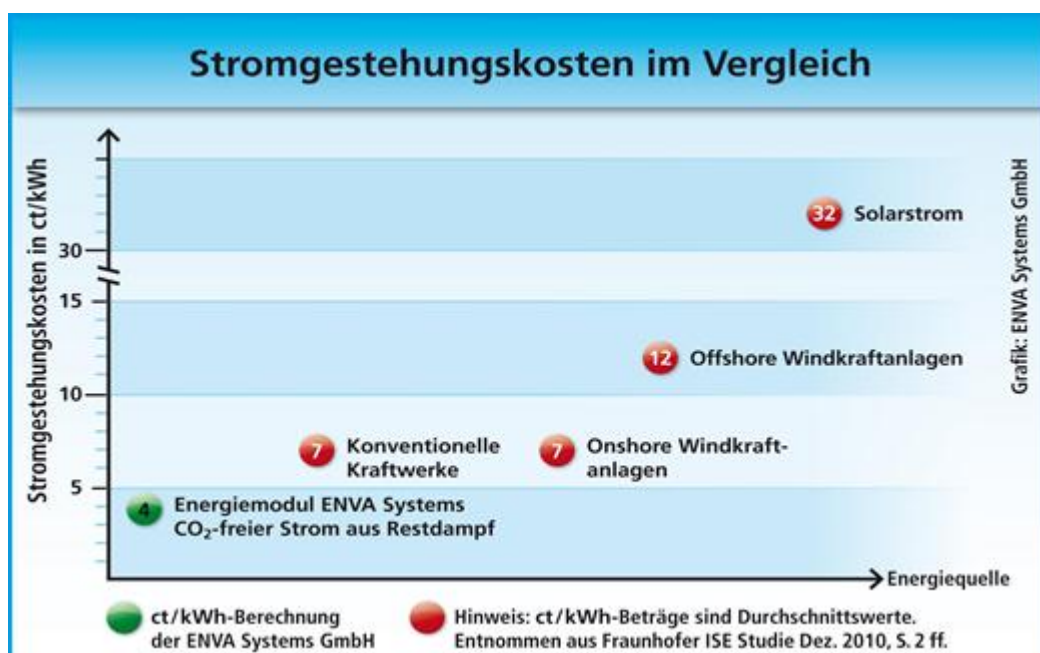 Stromgestehungskosten im Vergleich
Stromgestehungskosten in ct/kWh
30
15
10
5
32 Solarstrom
12 Offshore Windkraftanlagen
7 Konventionelle
Kraftwerke
7 Onshore Windkraft-
anlagen
4 Energiemodul ENVA Systems
CO₂-freier Strom aus Restdampf
Energiequelle
Grafik: ENVA Systems GmbH
ct/kWh-Berechnung
der ENVA Systems GmbH
Hinweis: ct/kWh-Beträge sind Durchschnittswerte.
Entnommen aus Fraunhofer ISE Studie Dez. 2010, S. 2 ff.